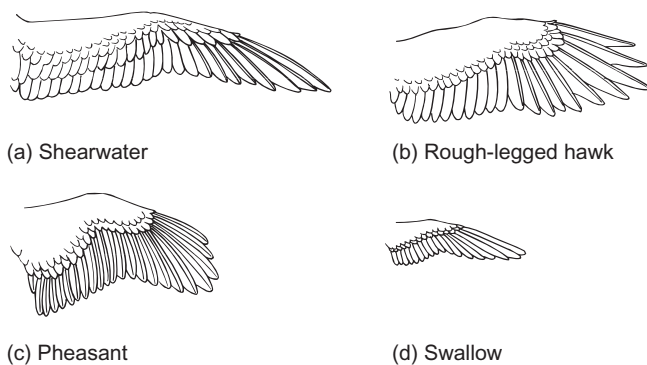 (a) Shearwater
(b) Rough-legged hawk
(c) Pheasant
(d) Swallow